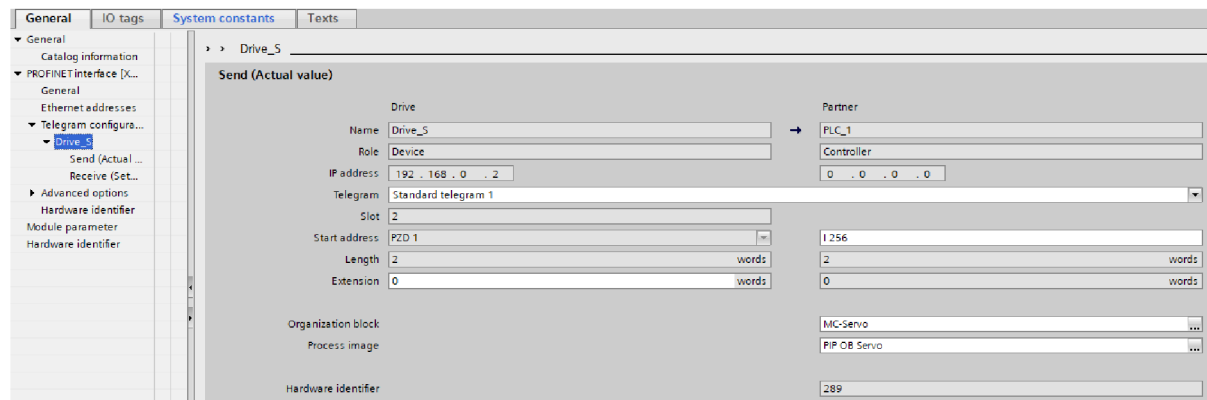 General IO tags System constants Texts
General
Catalog information
PROFINET interface [X...
General
Ethernet addresses
Telegram configura...
Drive_S
Send (Actual ...
Receive (Set...
Advanced options
Hardware identifier
Module parameter
Hardware identifier
› › Drive_S
Send (Actual value)
Drive Partner
Name Drive_S → PLC_1
Role Device Controller
IP address 192 . 168 . 0 . 2 0 . 0 . 0 . 0
Telegram Standard telegram 1
Slot 2
Start address PZD 1 I 256
Length 2 words 2 words
Extension 0 words 0 words
Organization block MC-Servo ...
Process image PIP OB Servo ...
Hardware identifier 289